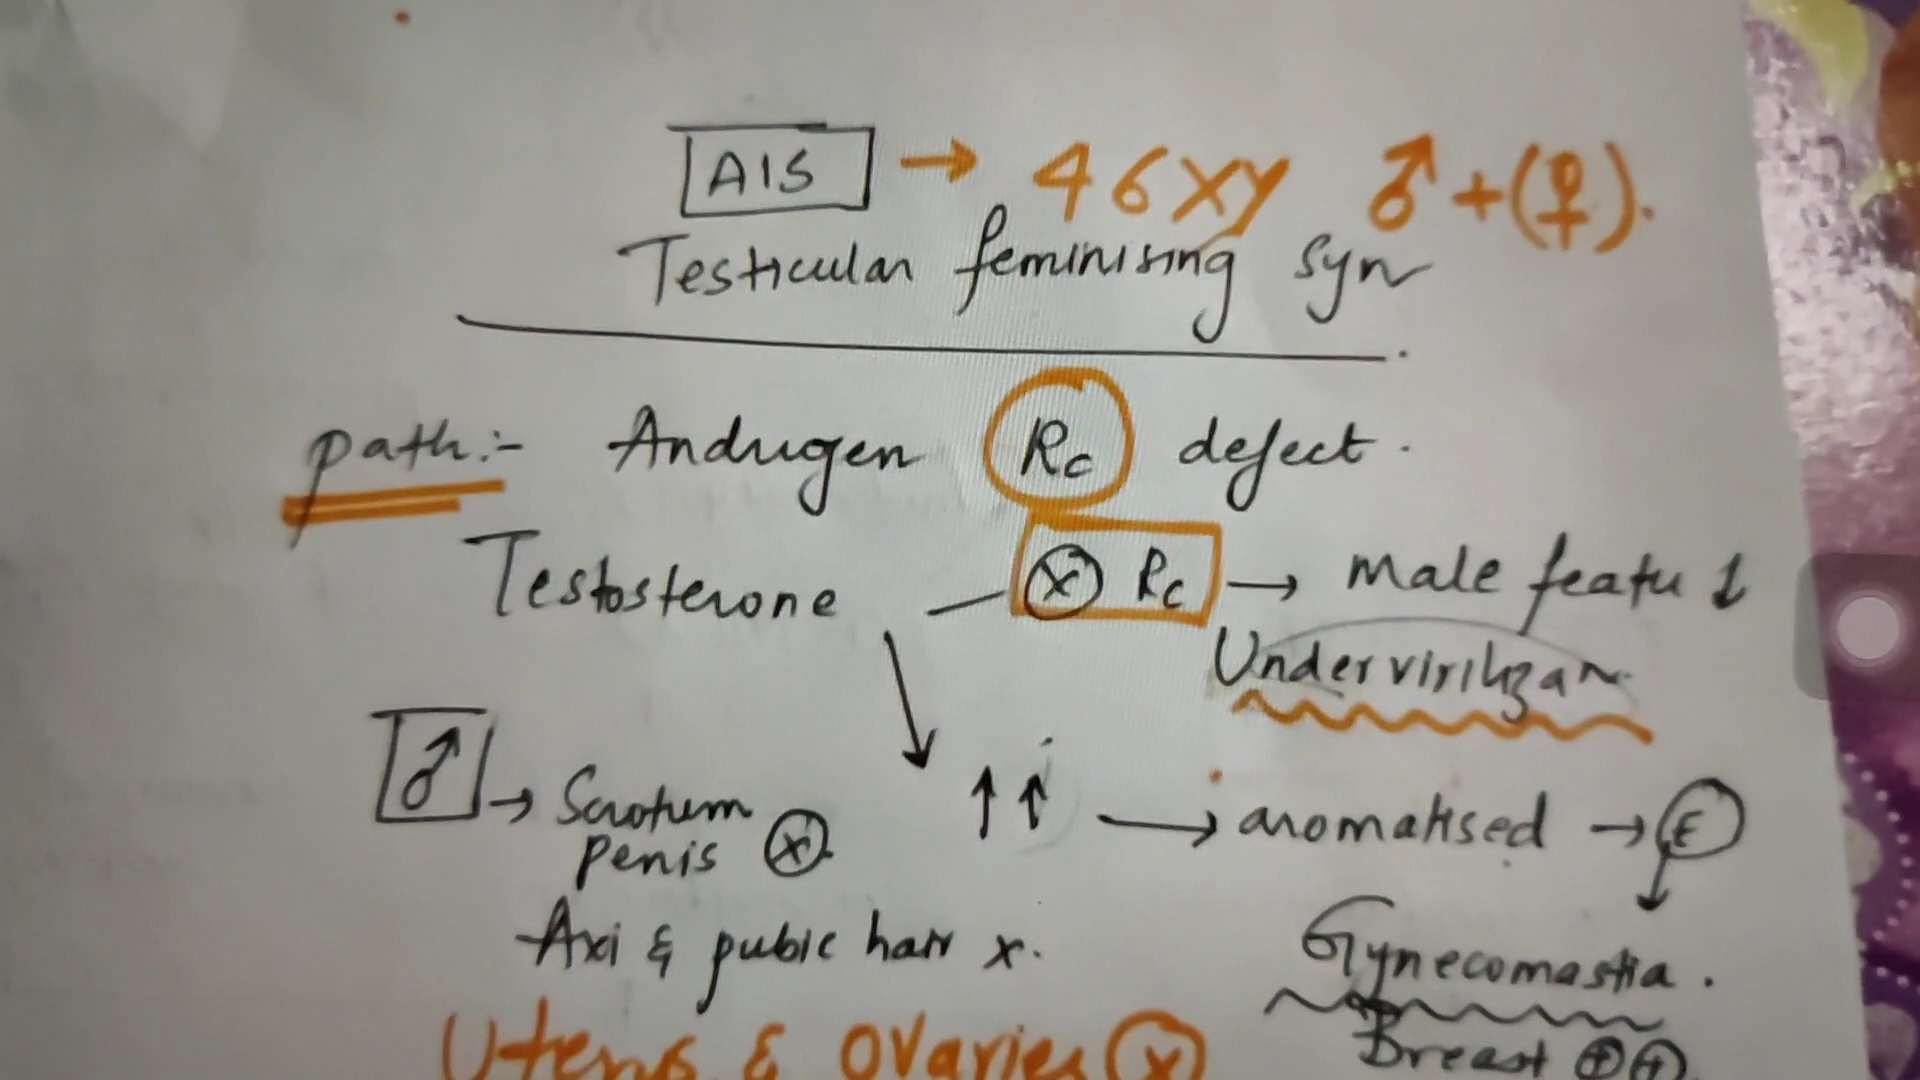 AIS → 46XY ♂+(♀).
Testicular feminising syn
path:- Androgen Rc defect.
Testosterone — ⊗ Rc → male featu ↓
Undervirilizan.
♂ → Scrotum
penis ⊗
↑↑ → aromatised → E
Axi & pubic hair x.
Gynecomastia.
Uterus & ovaries ⊗
Breast ⊕⊕